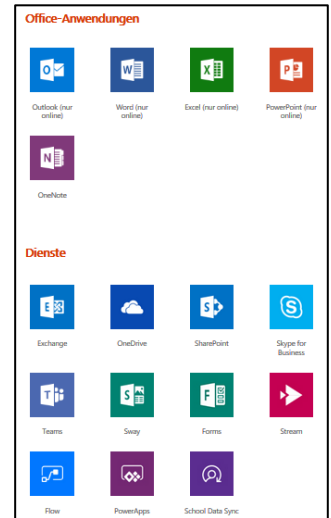 Office-Anwendungen
Outlook (nur online)
Word (nur online)
Excel (nur online)
PowerPoint (nur online)
OneNote
Dienste
Exchange
OneDrive
SharePoint
Skype for Business
Teams
Sway
Forms
Stream
Flow
PowerApps
School Data Sync